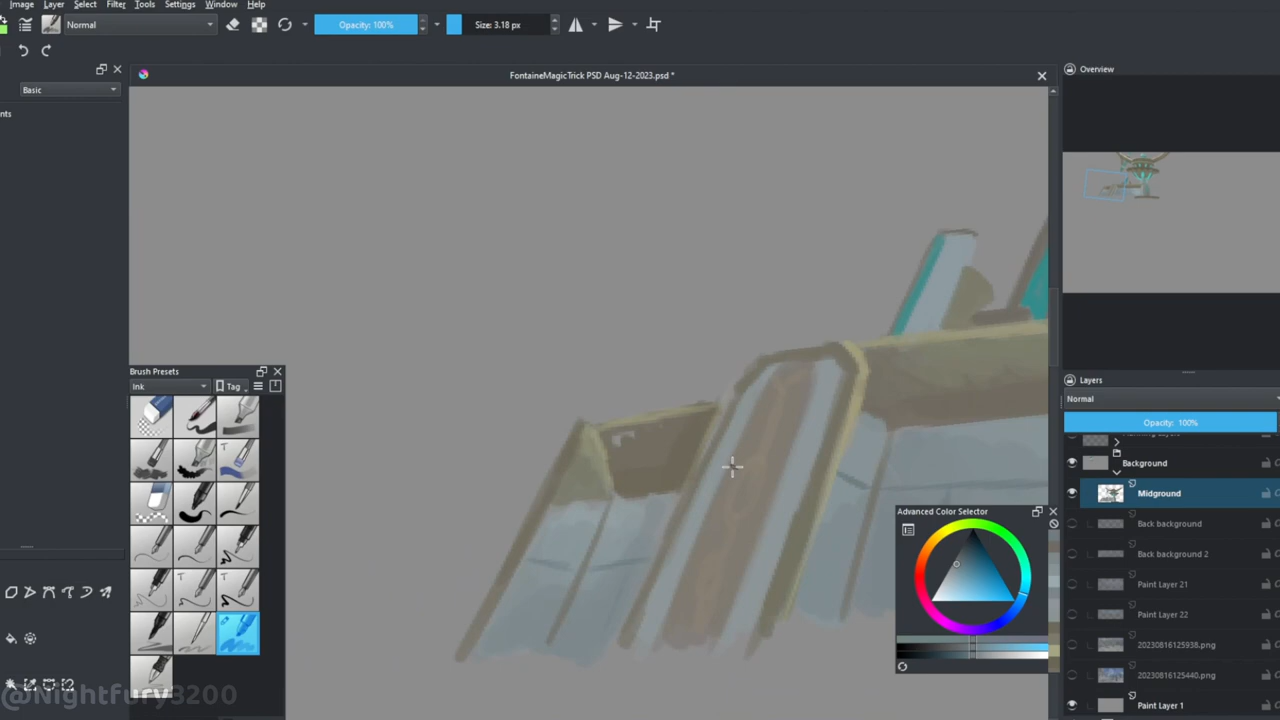 Image Layer Select Filter Tools Settings Window Help
Normal Opacity: 100% Size: 3.18 px
FontaineMagicTrick PSD Aug-12-2023.psd *
Overview
Basic
nts
Brush Presets
Ink Tag
T
T
T T
Layers
Normal
Opacity: 100%
Background
Midground
Back background
Back background 2
Paint Layer 21
Paint Layer 22
20230816125938.png
20230816125440.png
Paint Layer 1
Advanced Color Selector
@Nightfury3200